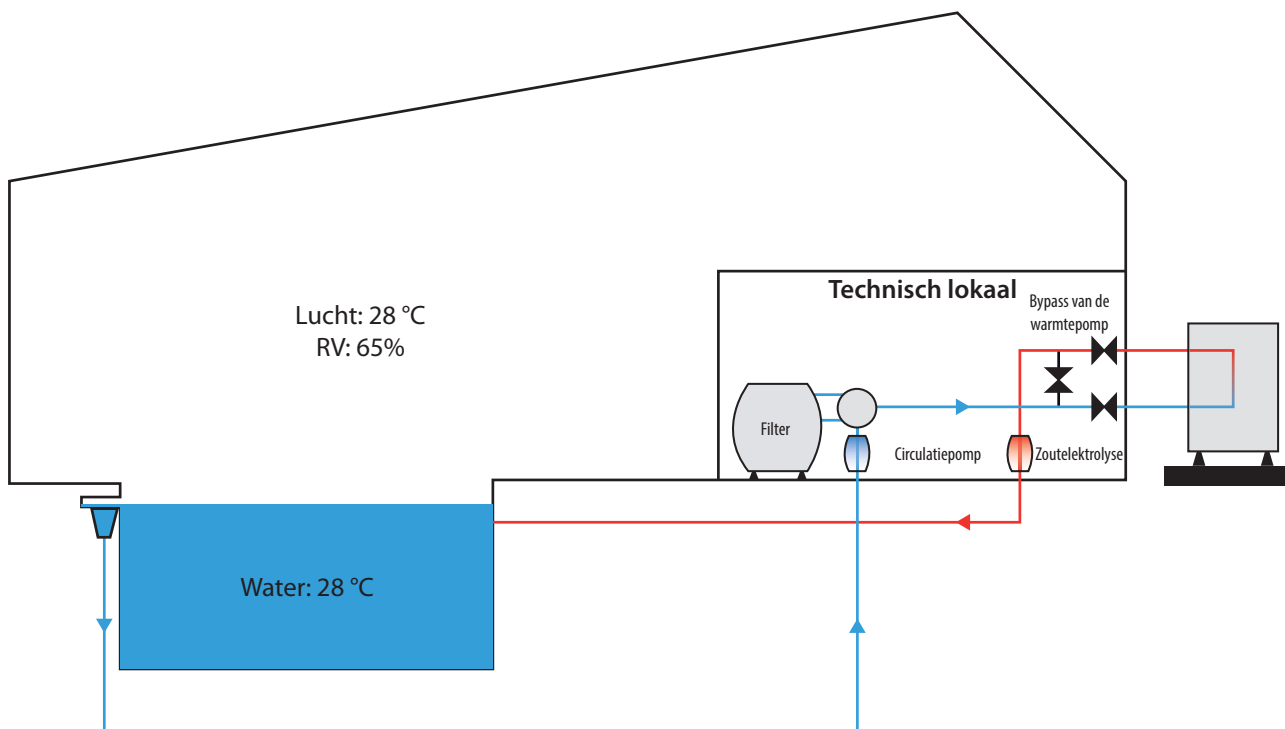 Technisch lokaal
Bypass van de
warmtepomp
Lucht: 28 °C
RV: 65%
Filter
Circulatiepomp
Zoutelektrolyse
Water: 28 °C